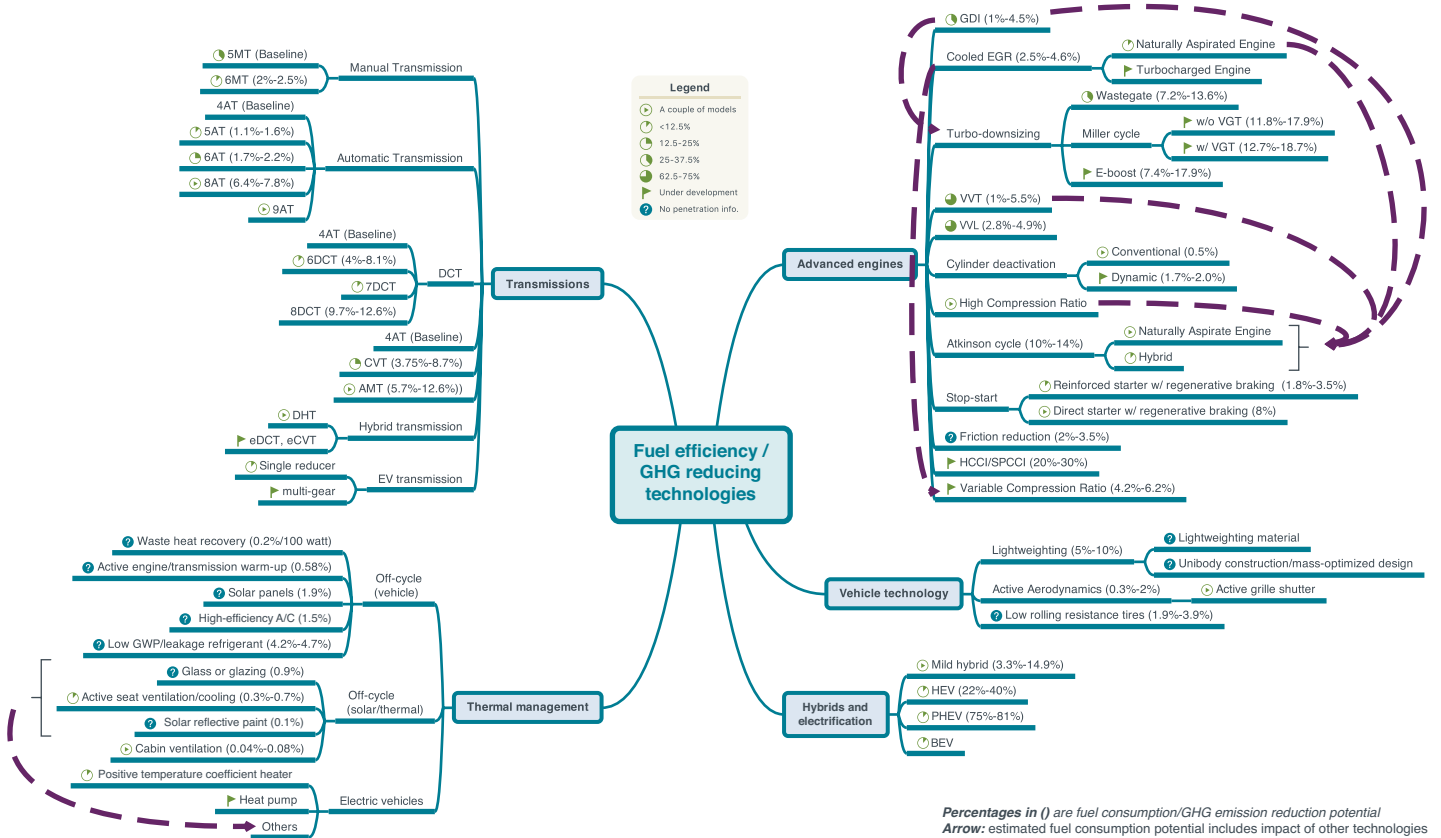 Fuel efficiency /
GHG reducing
technologies
Legend
A couple of models
<12.5%
12.5-25%
25-37.5%
62.5-75%
Under development
? No penetration info.
Transmissions
Manual Transmission
5MT (Baseline)
6MT (2%-2.5%)
Automatic Transmission
4AT (Baseline)
5AT (1.1%-1.6%)
6AT (1.7%-2.2%)
8AT (6.4%-7.8%)
9AT
DCT
4AT (Baseline)
6DCT (4%-8.1%)
7DCT
8DCT (9.7%-12.6%)
4AT (Baseline)
CVT (3.75%-8.7%)
AMT (5.7%-12.6%))
Hybrid transmission
DHT
eDCT, eCVT
EV transmission
Single reducer
multi-gear
Advanced engines
GDI (1%-4.5%)
Cooled EGR (2.5%-4.6%)
Naturally Aspirated Engine
Turbocharged Engine
Turbo-downsizing
Wastegate (7.2%-13.6%)
Miller cycle
w/o VGT (11.8%-17.9%)
w/ VGT (12.7%-18.7%)
E-boost (7.4%-17.9%)
VVT (1%-5.5%)
VVL (2.8%-4.9%)
Cylinder deactivation
Conventional (0.5%)
Dynamic (1.7%-2.0%)
High Compression Ratio
Atkinson cycle (10%-14%)
Naturally Aspirate Engine
Hybrid
Stop-start
Reinforced starter w/ regenerative braking (1.8%-3.5%)
Direct starter w/ regenerative braking (8%)
? Friction reduction (2%-3.5%)
HCCI/SPCCI (20%-30%)
Variable Compression Ratio (4.2%-6.2%)
Vehicle technology
Lightweighting (5%-10%)
? Lightweighting material
? Unibody construction/mass-optimized design
Active Aerodynamics (0.3%-2%)
Active grille shutter
? Low rolling resistance tires (1.9%-3.9%)
Hybrids and
electrification
Mild hybrid (3.3%-14.9%)
HEV (22%-40%)
PHEV (75%-81%)
BEV
Thermal management
Off-cycle
(vehicle)
? Waste heat recovery (0.2%/100 watt)
? Active engine/transmission warm-up (0.58%)
? Solar panels (1.9%)
? High-efficiency A/C (1.5%)
? Low GWP/leakage refrigerant (4.2%-4.7%)
Off-cycle
(solar/thermal)
? Glass or glazing (0.9%)
Active seat ventilation/cooling (0.3%-0.7%)
? Solar reflective paint (0.1%)
Cabin ventilation (0.04%-0.08%)
Electric vehicles
Positive temperature coefficient heater
Heat pump
Others
Percentages in () are fuel consumption/GHG emission reduction potential
Arrow: estimated fuel consumption potential includes impact of other technologies